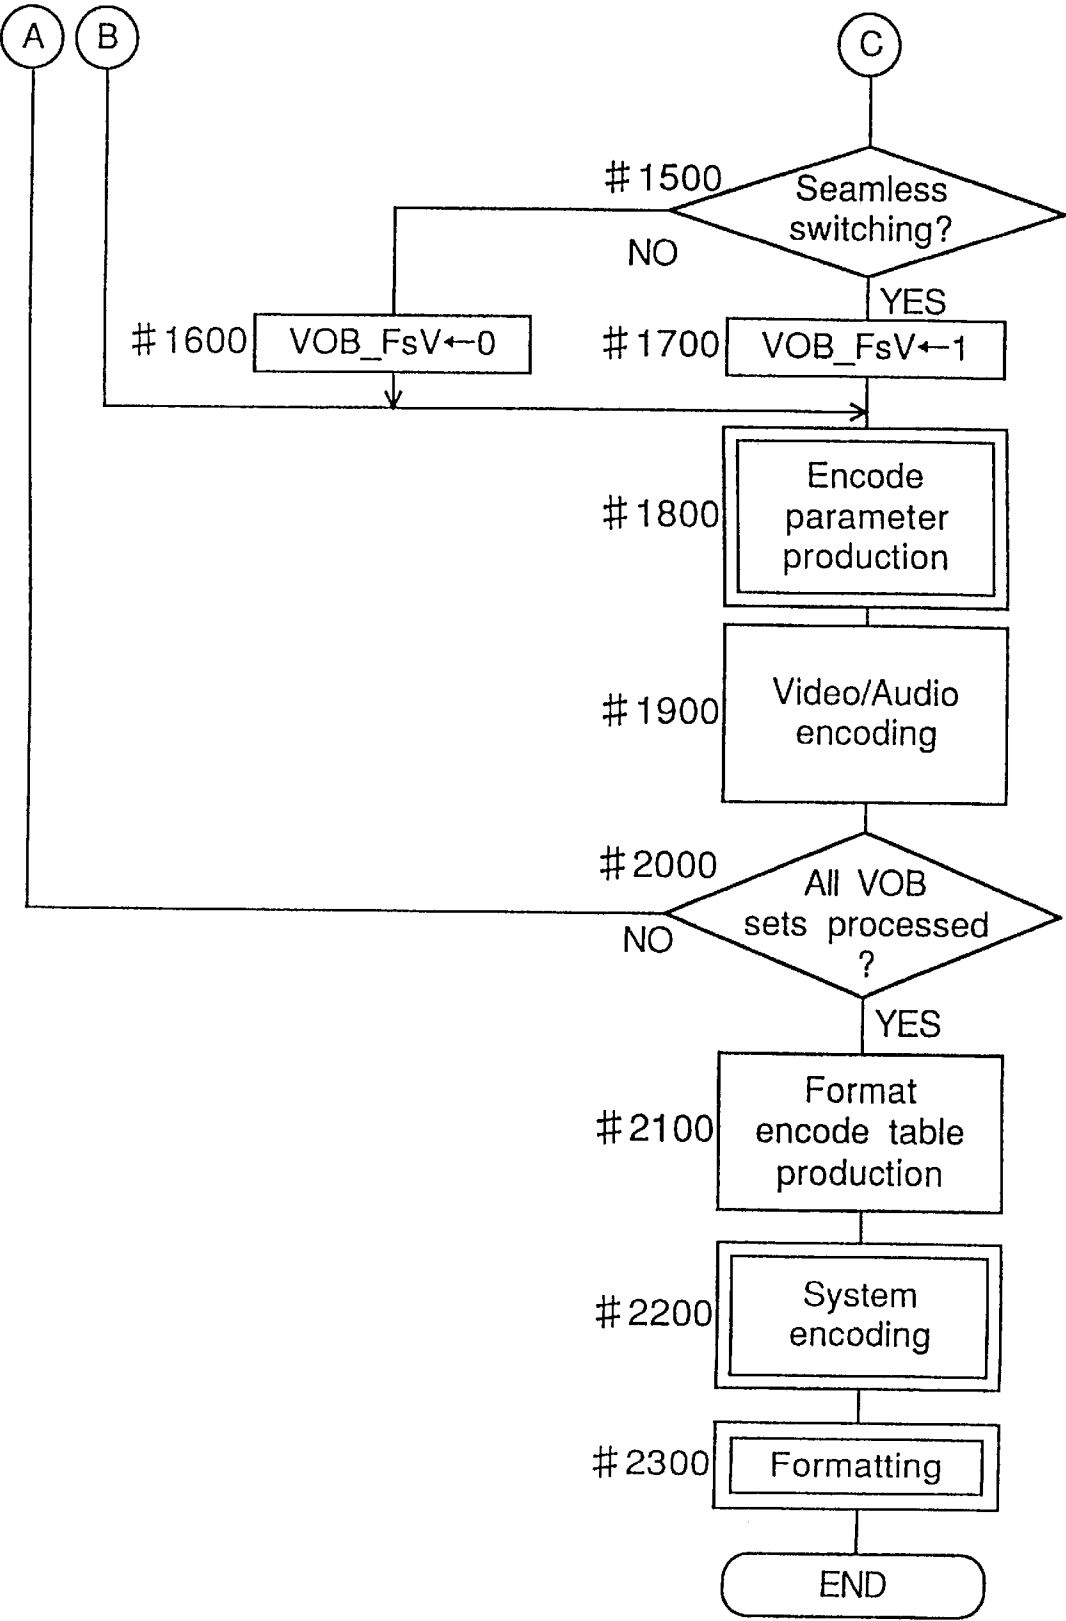 A B C
#1500
Seamless
switching?
NO
YES
#1600 VOB_FsV←0
#1700 VOB_FsV←1
#1800
Encode
parameter
production
#1900
Video/Audio
encoding
#2000
All VOB
sets processed
?
NO
YES
#2100
Format
encode table
production
#2200
System
encoding
#2300 Formatting
END